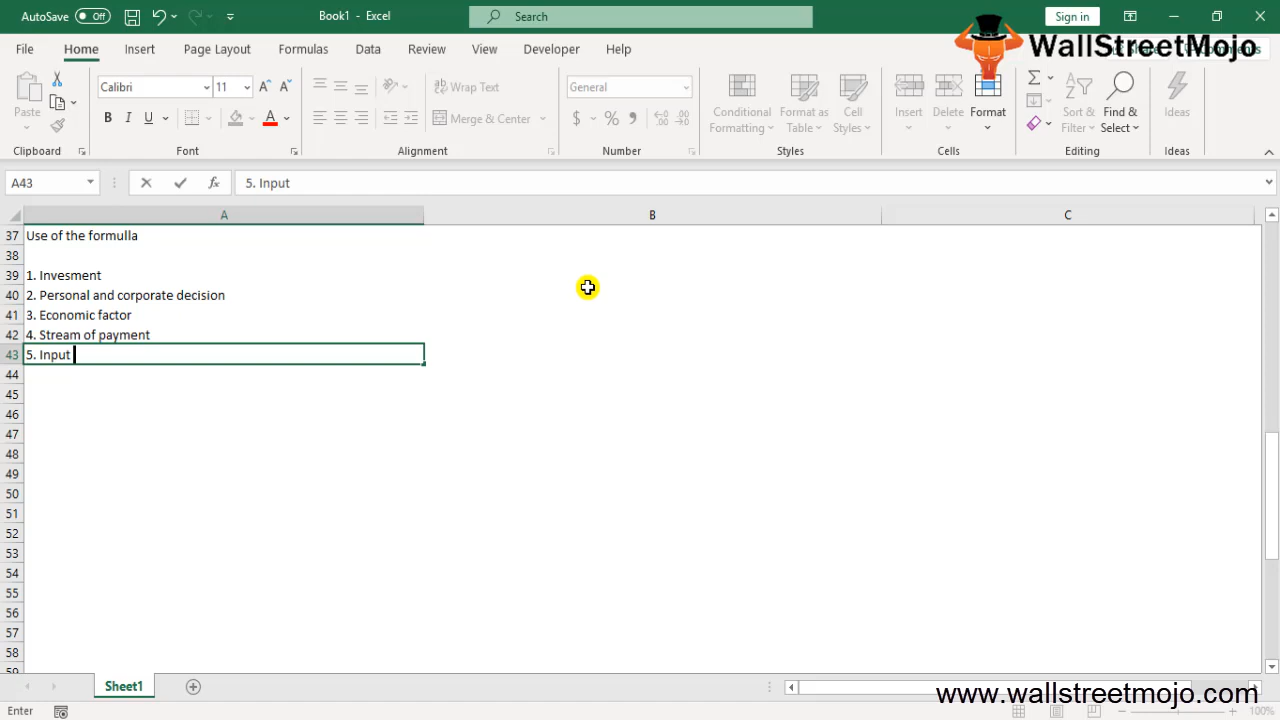 AutoSave Off Book1 - Excel Search Sign in
File Home Insert Page Layout Formulas Data Review View Developer Help
WallStreetMojo
Paste Calibri 11 Wrap Text General Conditional Format as Cell Insert Delete Format Sort & Find & Ideas
B I U A Merge & Center $ % Formatting Table Styles Filter Select
Clipboard Font Alignment Number Styles Cells Editing Ideas
A43 fx 5. Input
A B C
37 Use of the formulla
38
39 1. Invesment
40 2. Personal and corporate decision
41 3. Economic factor
42 4. Stream of payment
43 5. Input
44
45
46
47
48
49
50
51
52
53
54
55
56
57
58
59
Sheet1
www.wallstreetmojo.com
Enter 100%